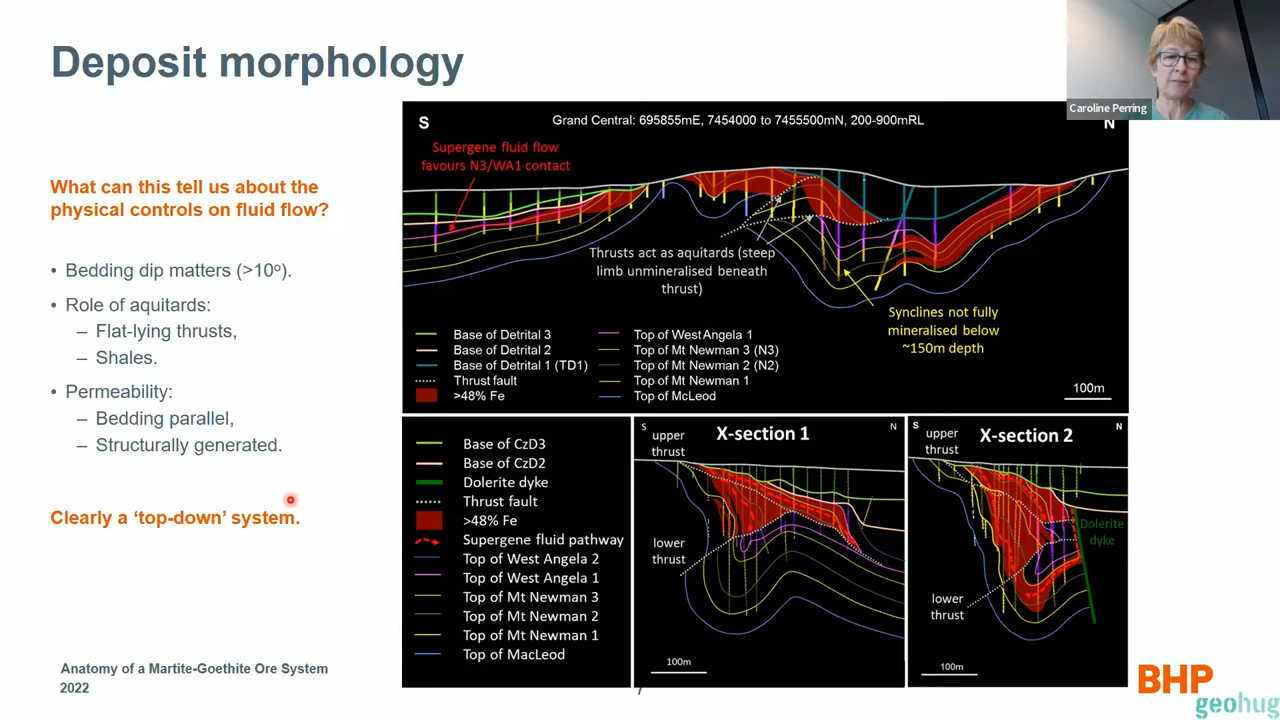 Deposit morphology
Caroline Perring
What can this tell us about the
physical controls on fluid flow?
• Bedding dip matters (>10º).
• Role of aquitards:
– Flat-lying thrusts,
– Shales.
• Permeability:
– Bedding parallel,
– Structurally generated.
Clearly a ‘top-down’ system.
Anatomy of a Martite-Goethite Ore System
2022
S
Grand Central: 695855mE, 7454000 to 7455500mN, 200-900mRL
N
Supergene fluid flow
favours N3/WA1 contact
Thrusts act as aquitards (steep
limb unmineralised beneath
thrust)
Synclines not fully
mineralised below
~150m depth
Base of Detrital 3
Base of Detrital 2
Base of Detrital 1 (TD1)
Thrust fault
>48% Fe
Top of West Angela 1
Top of Mt Newman 3 (N3)
Top of Mt Newman 2 (N2)
Top of Mt Newman 1
Top of McLeod
100m
Base of CzD3
Base of CzD2
Dolerite dyke
Thrust fault
>48% Fe
Supergene fluid pathway
Top of West Angela 2
Top of West Angela 1
Top of Mt Newman 3
Top of Mt Newman 2
Top of Mt Newman 1
Top of MacLeod
S
upper
thrust
X-section 1
N
lower
thrust
100m
S
upper
thrust
X-section 2
N
Dolerite
dyke
lower
thrust
100m
BHP
geohug